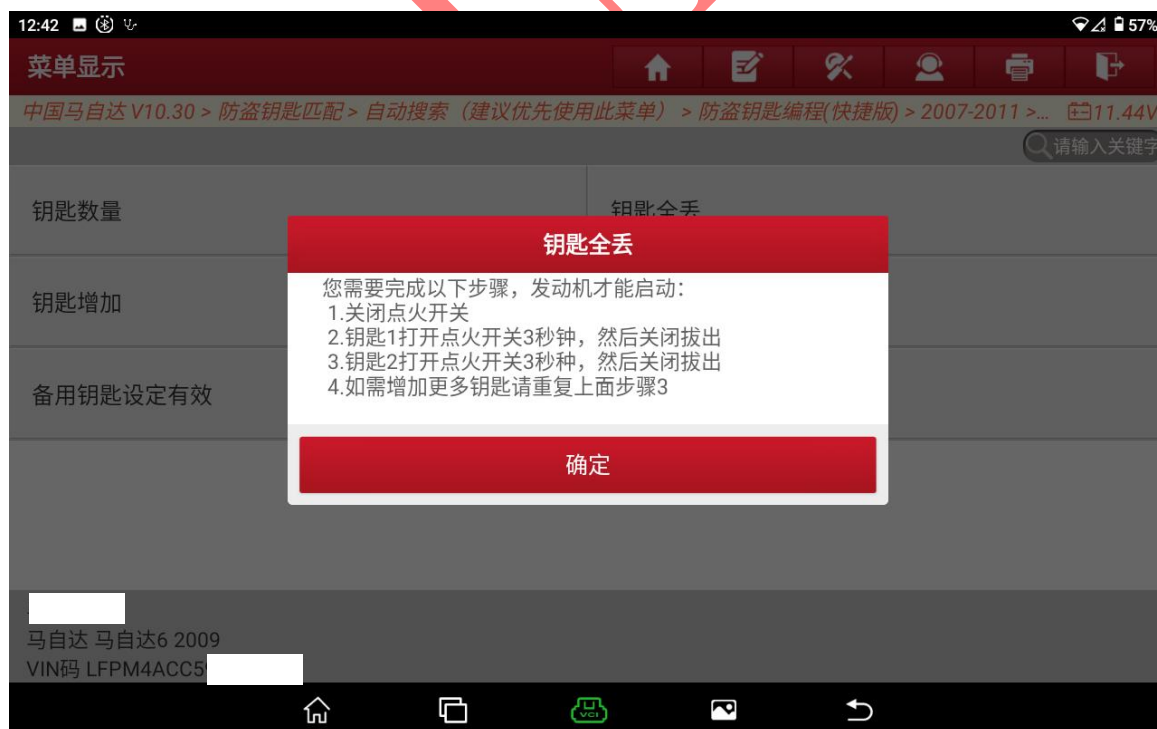 12:42
57%
菜单显示
中国马自达 V10.30 > 防盗钥匙匹配 > 自动搜索（建议优先使用此菜单） > 防盗钥匙编程(快捷版) > 2007-2011 >...
11.44V
请输入关键字
钥匙数量
钥匙全丢
钥匙增加
备用钥匙设定有效
钥匙全丢
您需要完成以下步骤，发动机才能启动：
1.关闭点火开关
2.钥匙1打开点火开关3秒钟，然后关闭拔出
3.钥匙2打开点火开关3秒种，然后关闭拔出
4.如需增加更多钥匙请重复上面步骤3
确定
马自达 马自达6 2009
VIN码 LFPM4ACC5
VCI